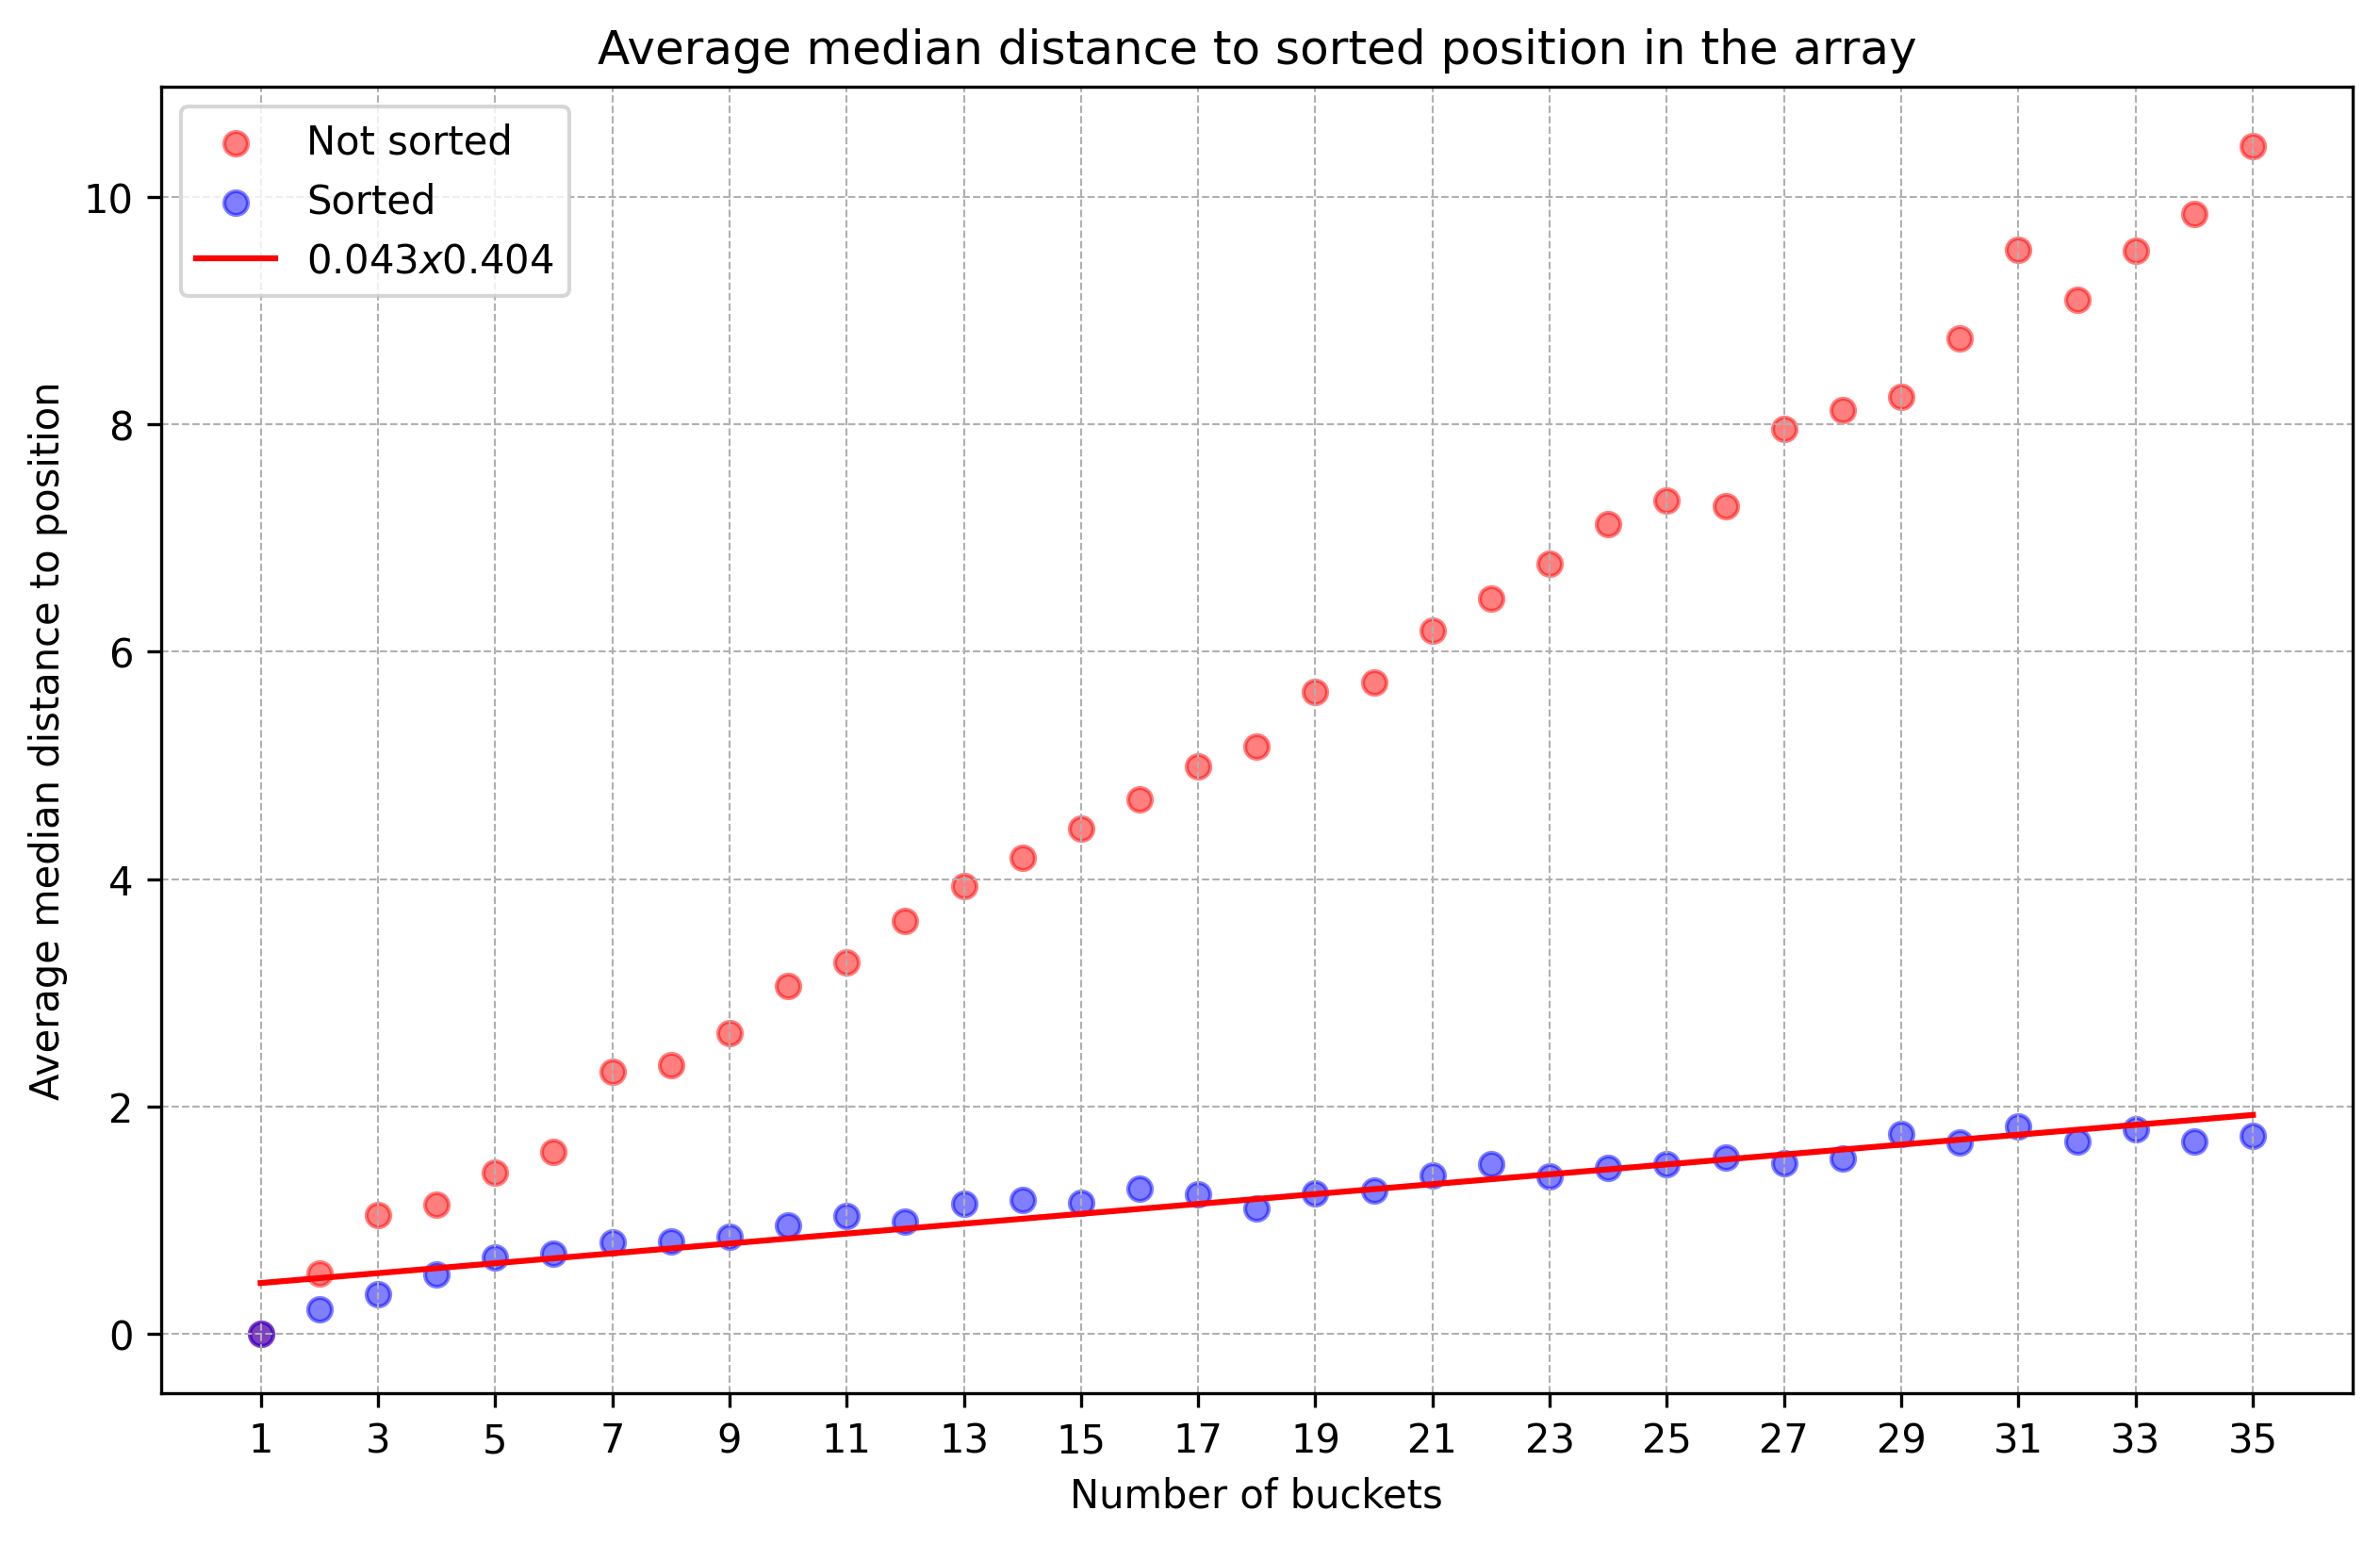 Average median distance to sorted position in the array
Not sorted
Sorted
0.043x0.404
Average median distance to position
10
8
6
4
2
0
1 3 5 7 9 11 13 15 17 19 21 23 25 27 29 31 33 35
Number of buckets